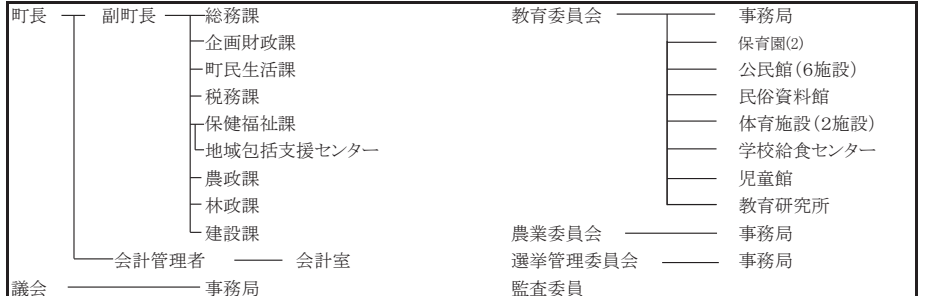 町長 副町長 総務課
企画財政課
町民生活課
税務課
保健福祉課
地域包括支援センター
農政課
林政課
建設課
会計管理者 会計室
議会 事務局
教育委員会 事務局
保育園(2)
公民館(6施設)
民俗資料館
体育施設(2施設)
学校給食センター
児童館
教育研究所
農業委員会 事務局
選挙管理委員会 事務局
監査委員